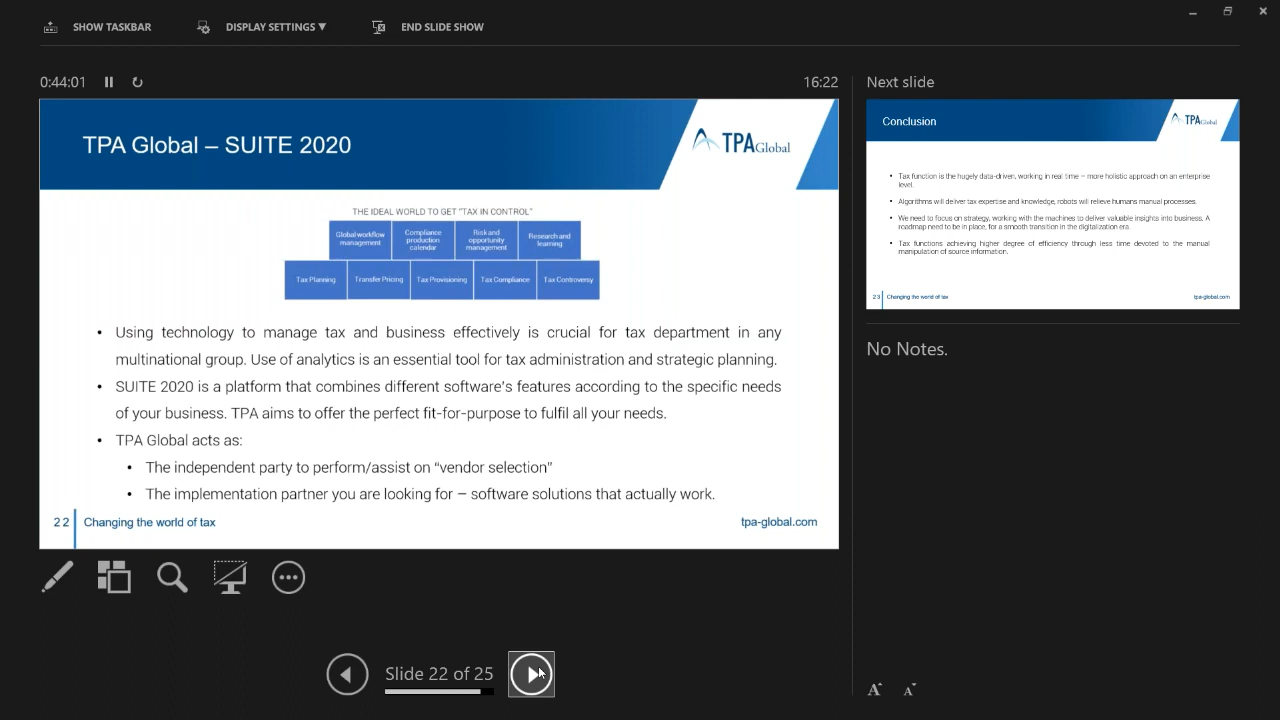 SHOW TASKBAR
DISPLAY SETTINGS ▼
END SLIDE SHOW
0:44:01
16:22
TPA Global – SUITE 2020
TPAGlobal
THE IDEAL WORLD TO GET "TAX IN CONTROL"
Global workflow
management
Compliance
production
calendar
Risk and
opportunity
management
Research and
learning
Tax Planning
Transfer Pricing
Tax Provisioning
Tax Compliance
Tax Controversy
• Using technology to manage tax and business effectively is crucial for tax department in any
multinational group. Use of analytics is an essential tool for tax administration and strategic planning.
• SUITE 2020 is a platform that combines different software's features according to the specific needs
of your business. TPA aims to offer the perfect fit-for-purpose to fulfil all your needs.
• TPA Global acts as:
• The independent party to perform/assist on “vendor selection”
• The implementation partner you are looking for – software solutions that actually work.
22
Changing the world of tax
tpa-global.com
Slide 22 of 25
Next slide
Conclusion
TPAGlobal
• Tax function is the hugely data-driven, working in real time – more holistic approach on an enterprise
level.
• Algorithms will deliver tax expertise and knowledge, robots will relieve humans manual processes.
• We need to focus on strategy, working with the machines to deliver valuable insights into business. A
roadmap need to be in place, for a smooth transition in the digitalization era.
• Tax functions achieving higher degree of efficiency through less time devoted to the manual
manipulation of source information.
23
Changing the world of tax
tpa-global.com
No Notes.
A A